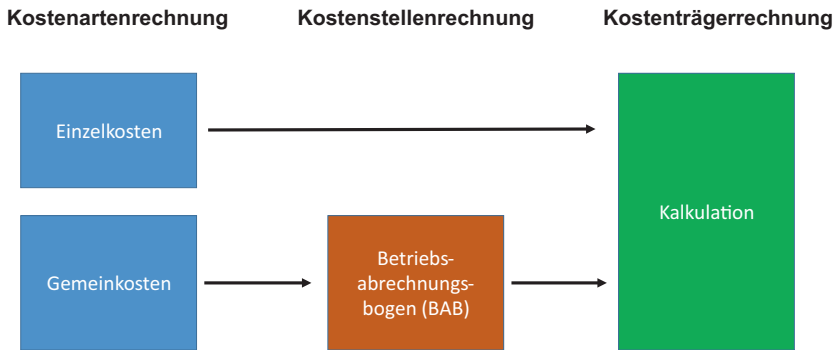 Kostenartenrechnung
Kostenstellenrechnung
Kostenträgerrechnung
Einzelkosten
Gemeinkosten
Betriebs-
abrechnungs-
bogen (BAB)
Kalkulation